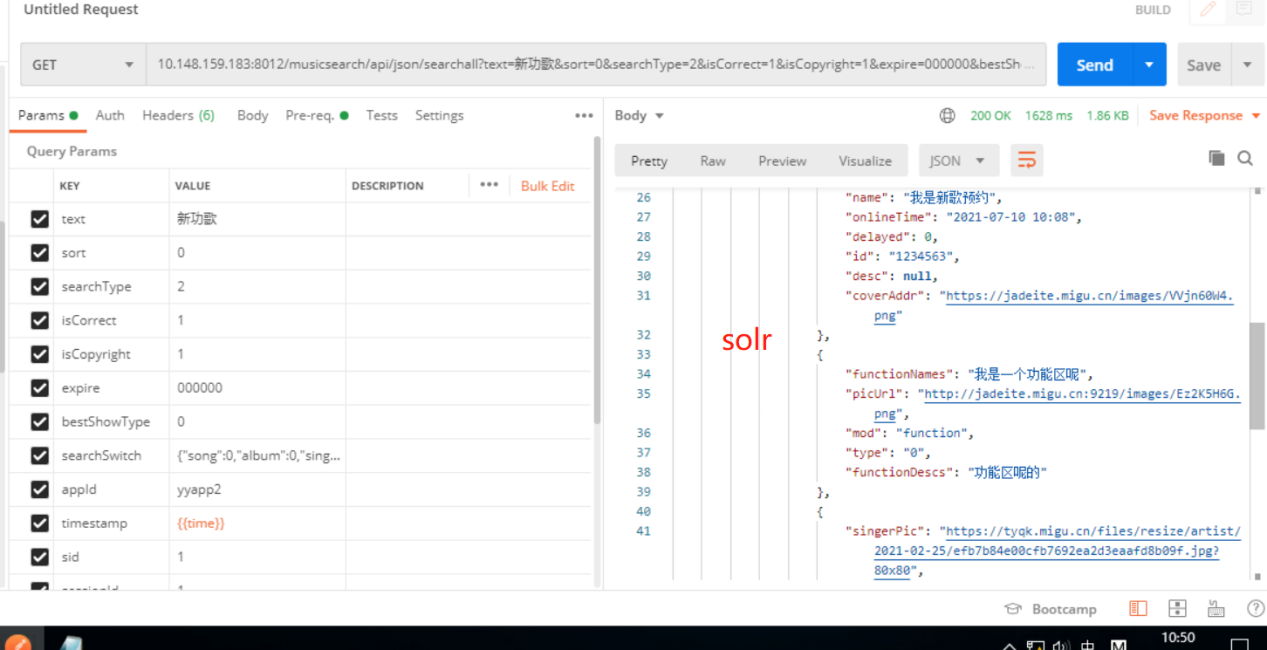 Untitled Request
BUILD
GET
10.148.159.183:8012/musicsearch/api/json/searchall?text=新功歌&sort=0&searchType=2&isCorrect=1&isCopyright=1&expire=000000&bestSh...
Send
Save
Params
Auth
Headers (6)
Body
Pre-req.
Tests
Settings
Body
200 OK
1628 ms
1.86 KB
Save Response
Query Params
Pretty
Raw
Preview
Visualize
JSON
KEY
VALUE
DESCRIPTION
Bulk Edit
text 新功歌
sort 0
searchType 2
isCorrect 1
isCopyright 1
expire 000000
bestShowType 0
searchSwitch {"song":0,"album":0,"sing...
appId yyapp2
timestamp {{time}}
sid 1
26 "name": "我是新歌预约",
27 "onlineTime": "2021-07-10 10:08",
28 "delayed": 0,
29 "id": "1234563",
30 "desc": null,
31 "coverAddr": "https://jadeite.migu.cn/images/VVjn60W4.
png"
32 },
33 {
34 "functionNames": "我是一个功能区呢",
35 "picUrl": "http://jadeite.migu.cn:9219/images/Ez2K5H6G.
png",
36 "mod": "function",
37 "type": "0",
38 "functionDescs": "功能区呢的"
39 },
40 {
41 "singerPic": "https://tyqk.migu.cn/files/resize/artist/
2021-02-25/efb7b84e00cfb7692ea2d3eaafd8b09f.jpg?
80x80",
solr
Bootcamp
中
M
10:50